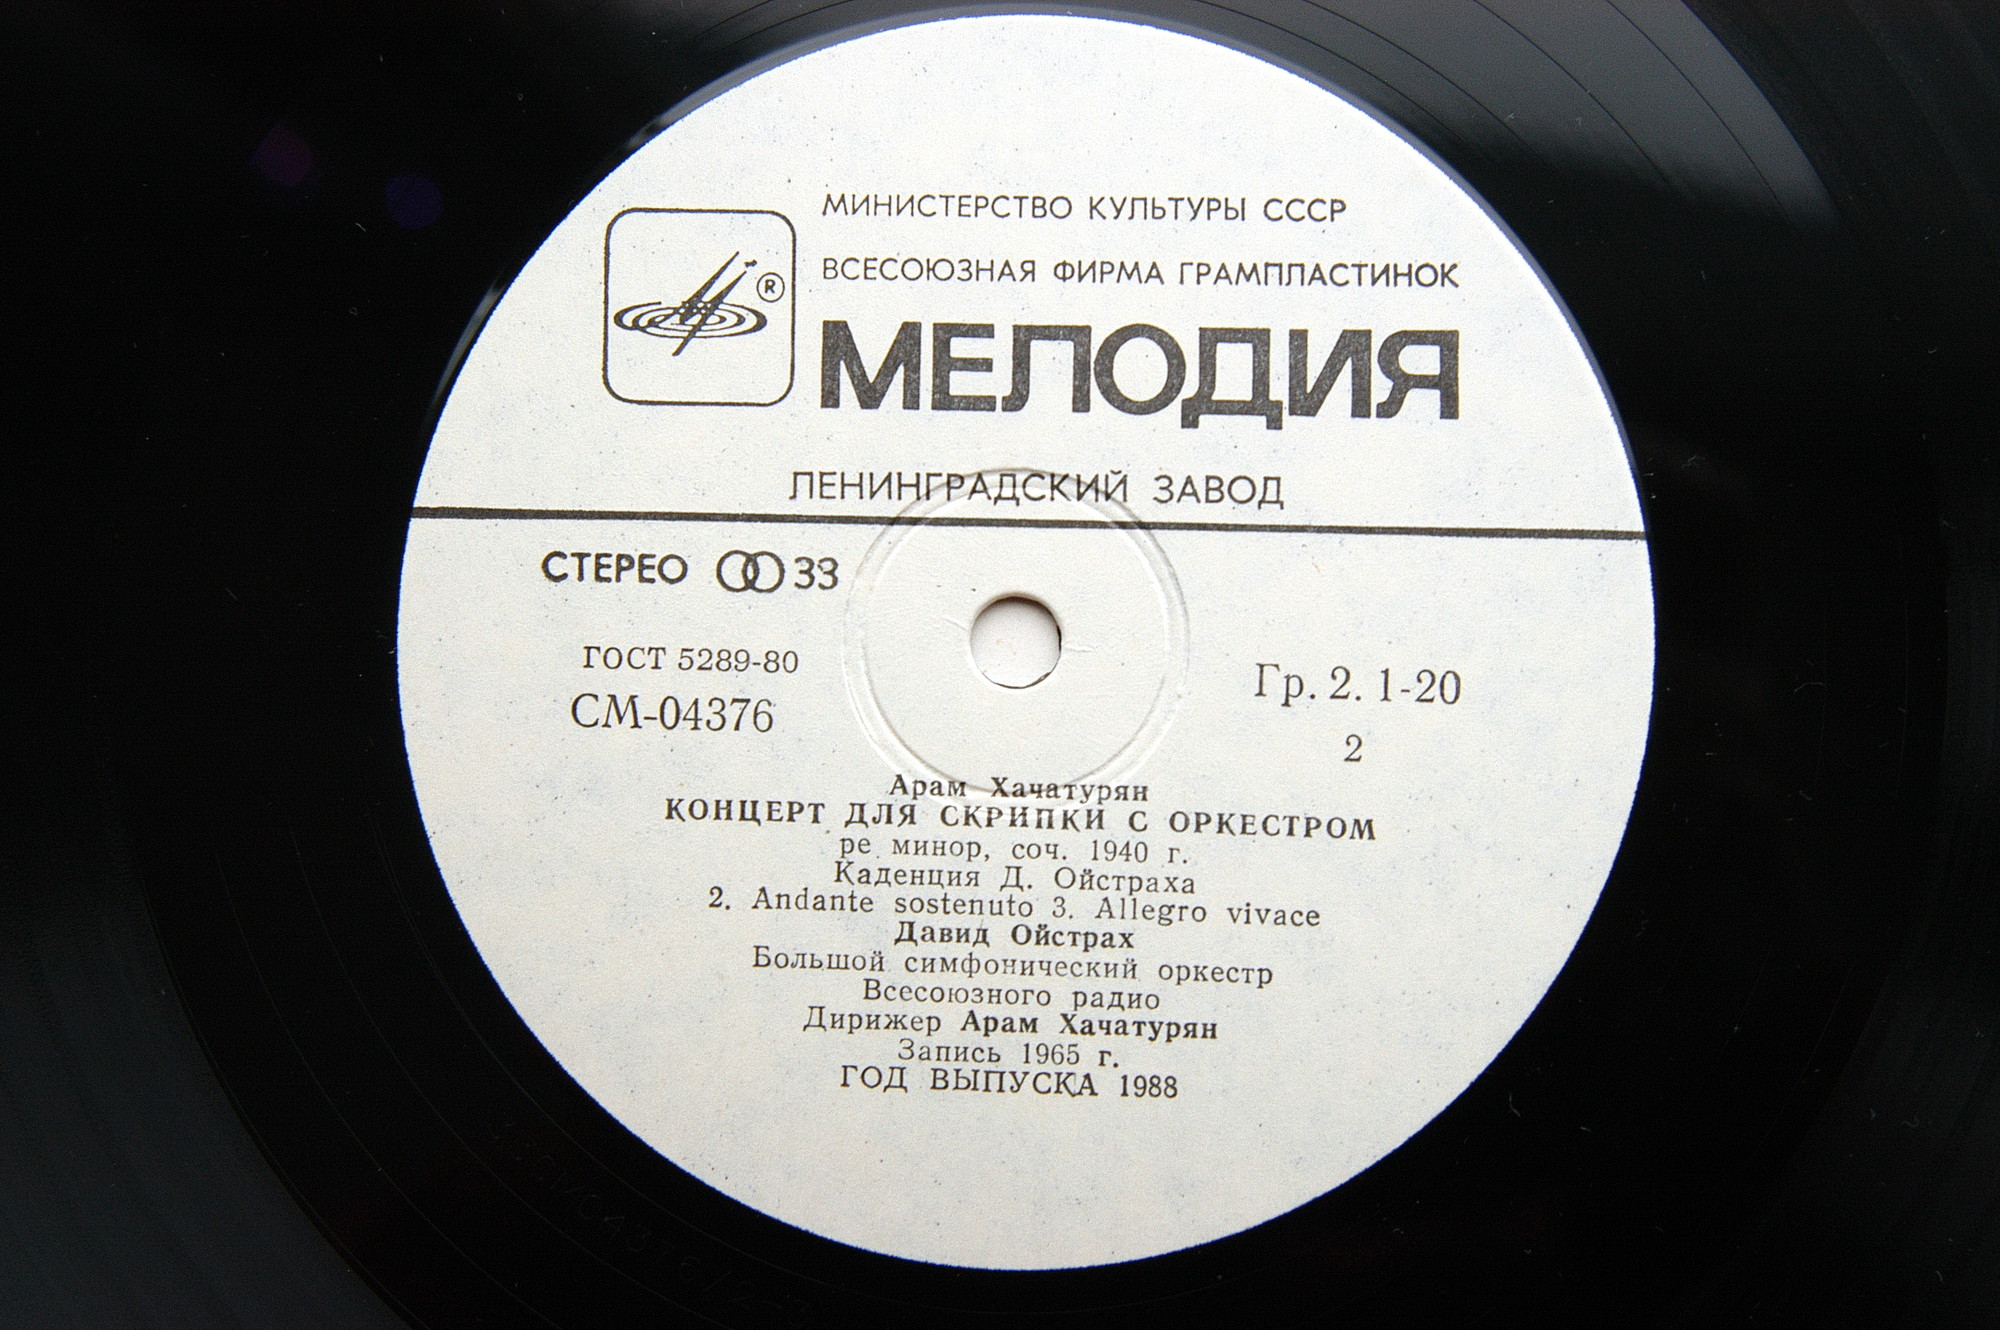 МИНИСТЕРСТВО КУЛЬТУРЫ СССР
ВСЕСОЮЗНАЯ ФИРМА ГРАМПЛАСТИНОК
®
МЕЛОДИЯ
ЛЕНИНГРАДСКИЙ ЗАВОД
СТЕРЕО 33
ГОСТ 5289-80
СМ-04376
Гр. 2. 1-20
2
Арам Хачатурян
КОНЦЕРТ ДЛЯ СКРИПКИ С ОРКЕСТРОМ
ре минор, соч. 1940 г.
Каденция Д. Ойстраха
2. Andante sostenuto 3. Allegro vivace
Давид Ойстрах
Большой симфонический оркестр
Всесоюзного радио
Дирижер Арам Хачатурян
Запись 1965 г.
ГОД ВЫПУСКА 1988